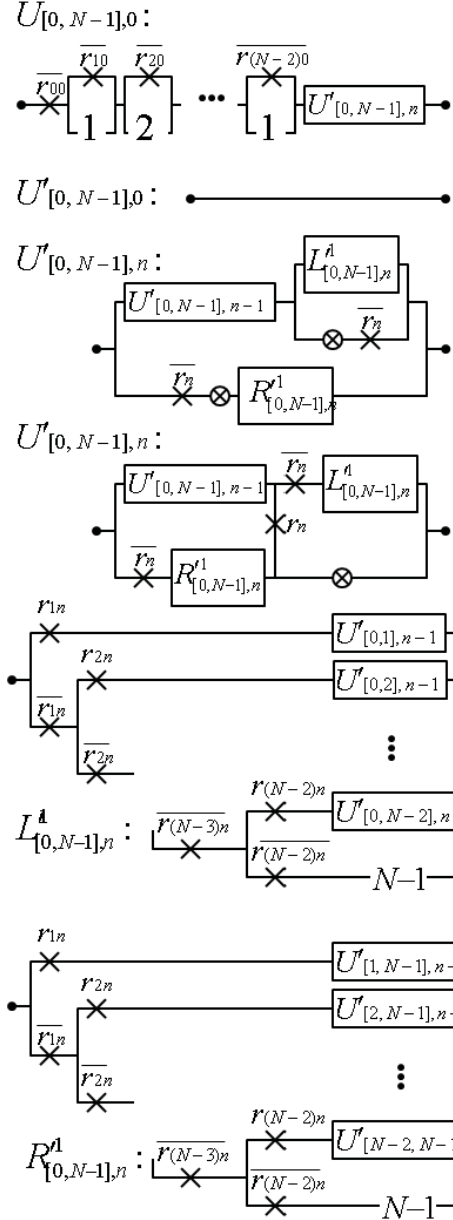 U[0, N−1],0:
r̅00 r̅10 r̅20 r̅(N−2)0
1 2 ••• 1 U'[0, N−1], n
U'[0, N−1],0:
U'[0, N−1], n:
L'1[0,N−1],n
U'[0, N−1], n−1
r̅n
r̅n
R'1[0,N−1],n
U'[0, N−1], n:
U'[0, N−1], n−1 r̅n L'1[0,N−1],n
rn
r̅n R'1[0,N−1],n
r1n U'[0,1], n−1
r2n U'[0,2], n−1
r̅1n
r̅2n
r(N−2)n
L'1[0,N−1],n: r̅(N−3)n U'[0, N−2], n
r̅(N−2)n N−1
r1n U'[1, N−1], n−
r2n U'[2, N−1], n−
r̅1n
r̅2n
r(N−2)n
R'1[0,N−1],n: r̅(N−3)n U'[N−2, N−1
r̅(N−2)n N−1